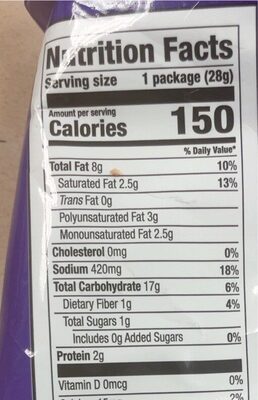 Nutrition Facts
Serving size 1 package (28g)
Amount per serving
Calories 150
% Daily Value*
Total Fat 8g 10%
Saturated Fat 2.5g 13%
Trans Fat 0g
Polyunsaturated Fat 3g
Monounsaturated Fat 2.5g
Cholesterol 0mg 0%
Sodium 420mg 18%
Total Carbohydrate 17g 6%
Dietary Fiber 1g 4%
Total Sugars 1g
Includes 0g Added Sugars 0%
Protein 2g
Vitamin D 0mcg 0%
2%